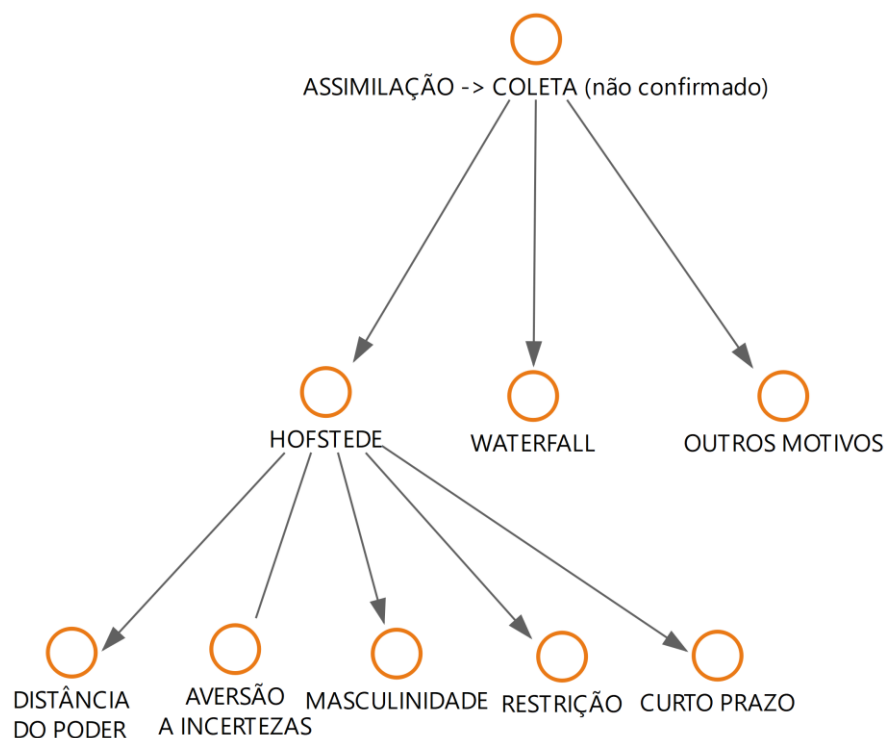 ASSIMILAÇÃO -> COLETA (não confirmado)
HOFSTEDE
WATERFALL
OUTROS MOTIVOS
DISTÂNCIA
DO PODER
AVERSÃO
A INCERTEZAS
MASCULINIDADE
RESTRIÇÃO
CURTO PRAZO